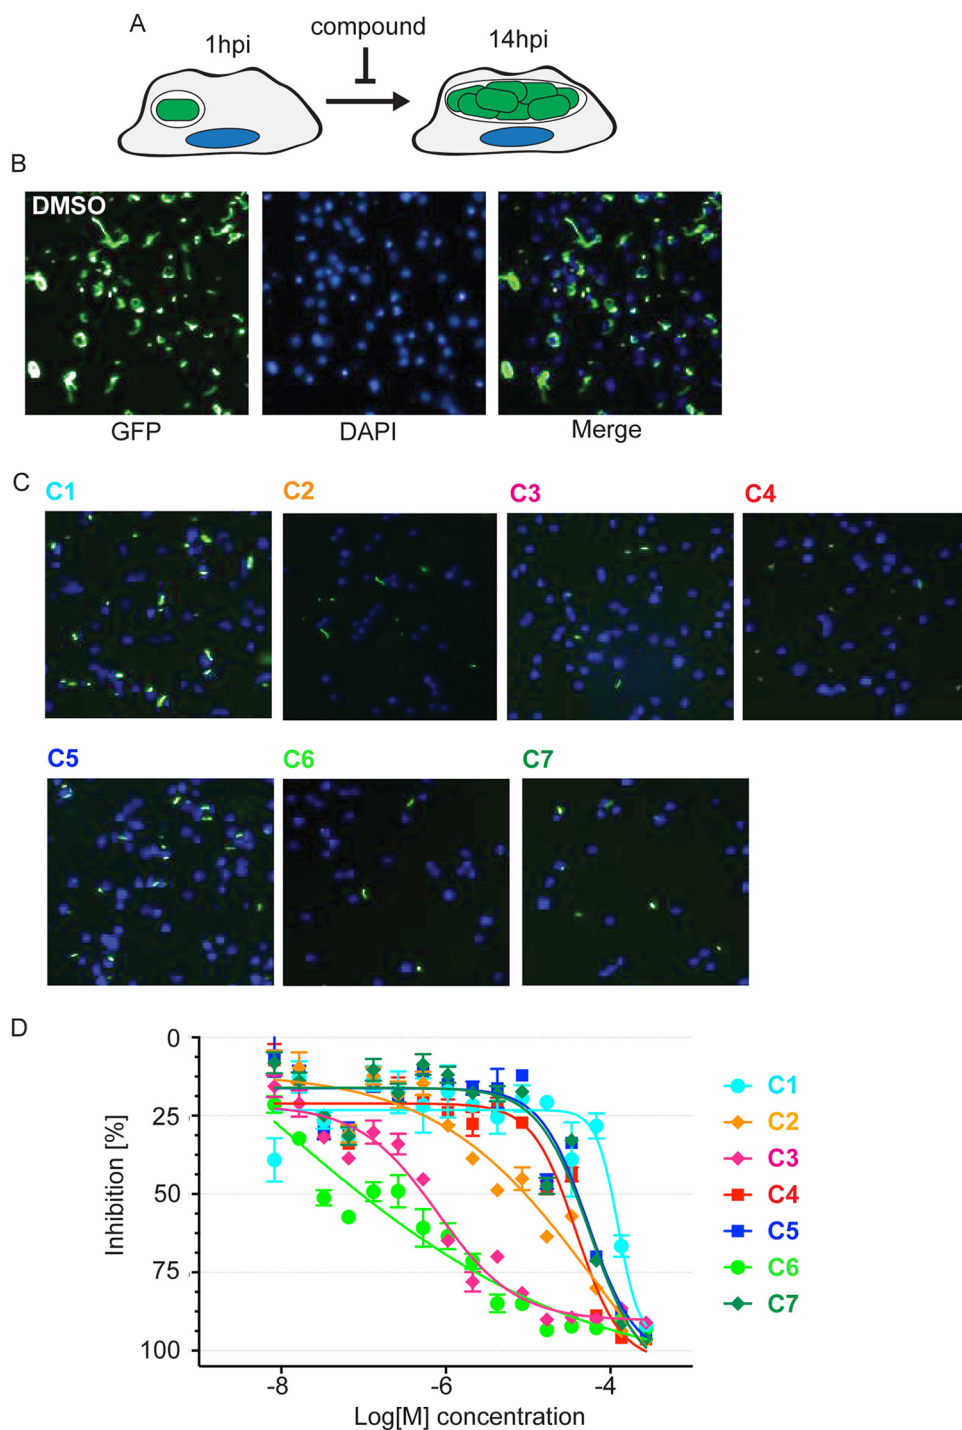 A
1hpi
compound
14hpi
B
DMSO
GFP
DAPI
Merge
C
C1
C2
C3
C4
C5
C6
C7
D
Inhibition [%]
0
25
50
75
100
-8
-6
-4
Log[M] concentration
C1
C2
C3
C4
C5
C6
C7